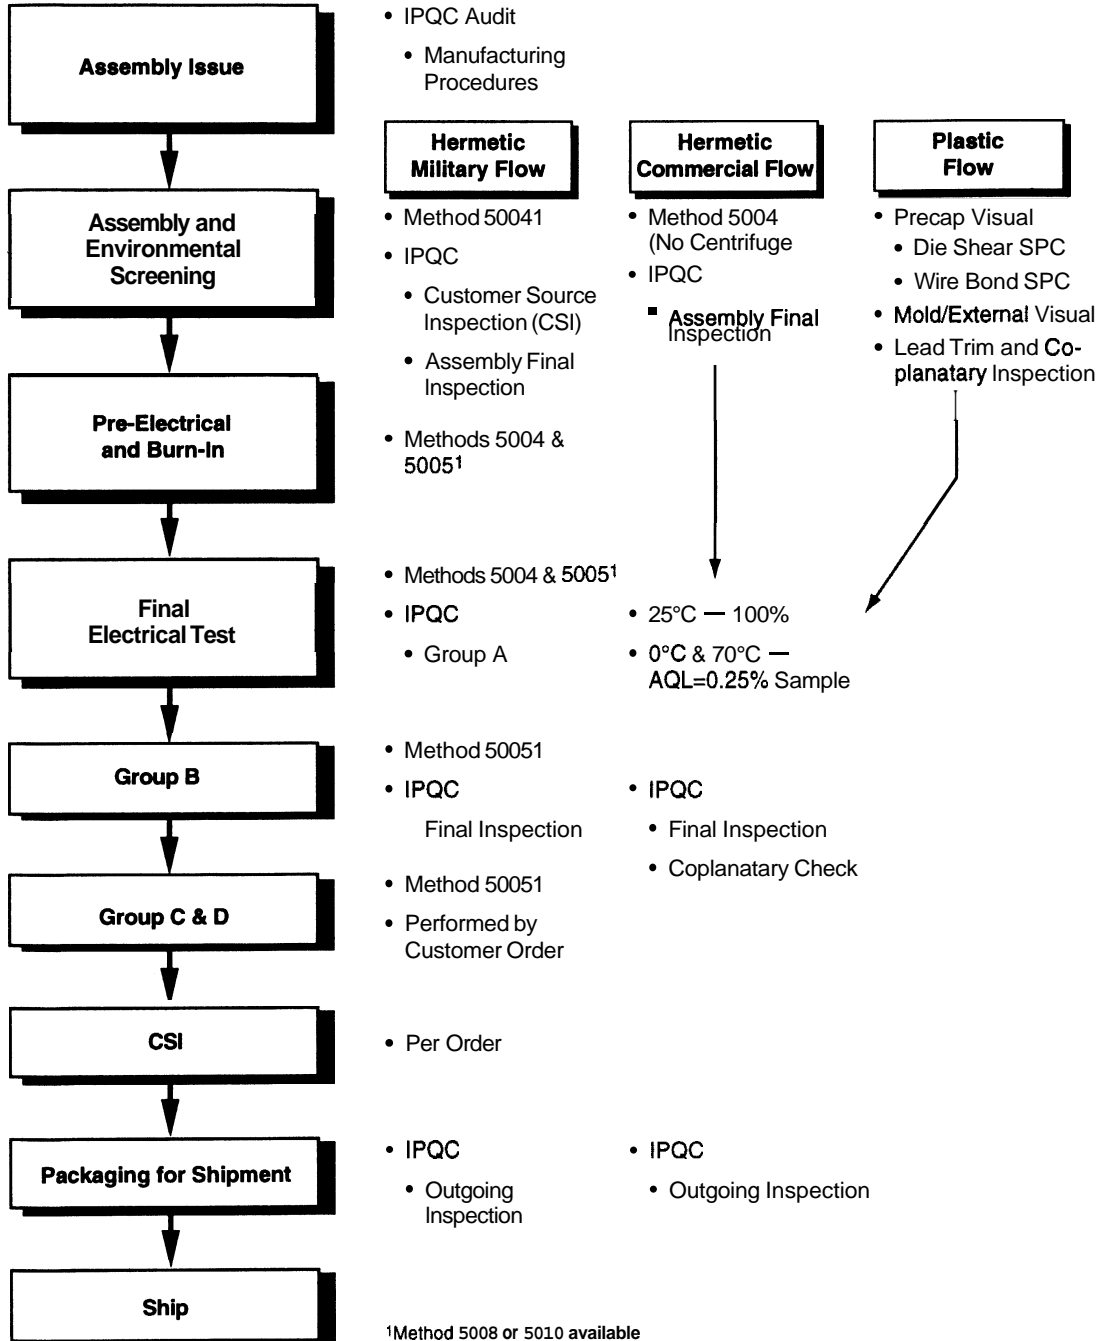 • IPQC Audit
• Manufacturing
Procedures
Assembly Issue
Hermetic
Military Flow
Hermetic
Commercial Flow
Plastic
Flow
Assembly and
Environmental
Screening
• Method 50041
• IPQC
• Customer Source
Inspection (CSI)
• Assembly Final
Inspection
• Method 5004
(No Centrifuge
• IPQC
▪ Assembly Final
Inspection
• Precap Visual
• Die Shear SPC
• Wire Bond SPC
• Mold/External Visual
• Lead Trim and Co-
planatary Inspection
Pre-Electrical
and Burn-In
• Methods 5004 &
5005¹
Final
Electrical Test
• Methods 5004 & 5005¹
• IPQC
• Group A
• 25°C — 100%
• 0°C & 70°C —
AQL=0.25% Sample
Group B
• Method 50051
• IPQC
Final Inspection
• IPQC
• Final Inspection
• Coplanatary Check
Group C & D
• Method 50051
• Performed by
Customer Order
CSI
• Per Order
Packaging for Shipment
• IPQC
• Outgoing
Inspection
• IPQC
• Outgoing Inspection
Ship
¹Method 5008 or 5010 available